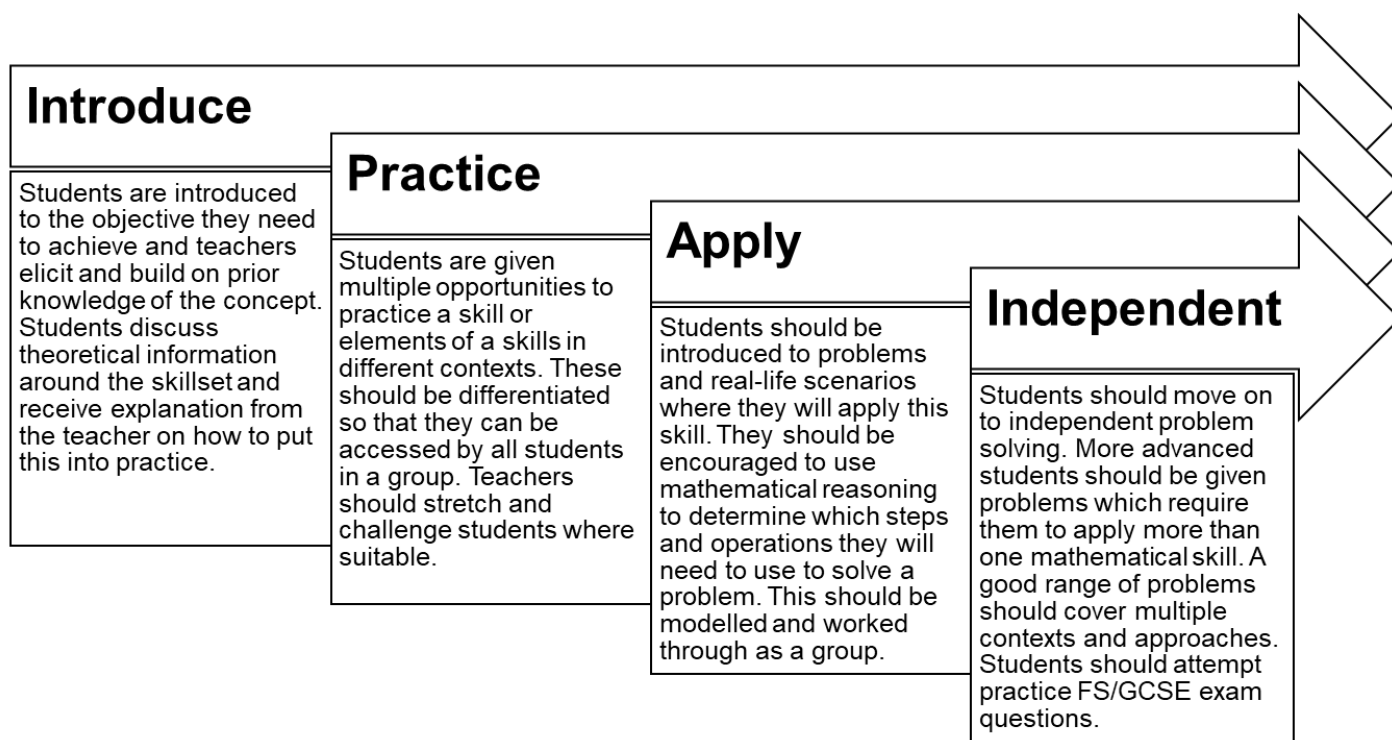 Introduce
Students are introduced
to the objective they need
to achieve and teachers
elicit and build on prior
knowledge of the concept.
Students discuss
theoretical information
around the skillset and
receive explanation from
the teacher on how to put
this into practice.
Practice
Students are given
multiple opportunities to
practice a skill or
elements of a skills in
different contexts. These
should be differentiated
so that they can be
accessed by all students
in a group. Teachers
should stretch and
challenge students where
suitable.
Apply
Students should be
introduced to problems
and real-life scenarios
where they will apply this
skill. They should be
encouraged to use
mathematical reasoning
to determine which steps
and operations they will
need to use to solve a
problem. This should be
modelled and worked
through as a group.
Independent
Students should move on
to independent problem
solving. More advanced
students should be given
problems which require
them to apply more than
one mathematical skill. A
good range of problems
should cover multiple
contexts and approaches.
Students should attempt
practice FS/GCSE exam
questions.